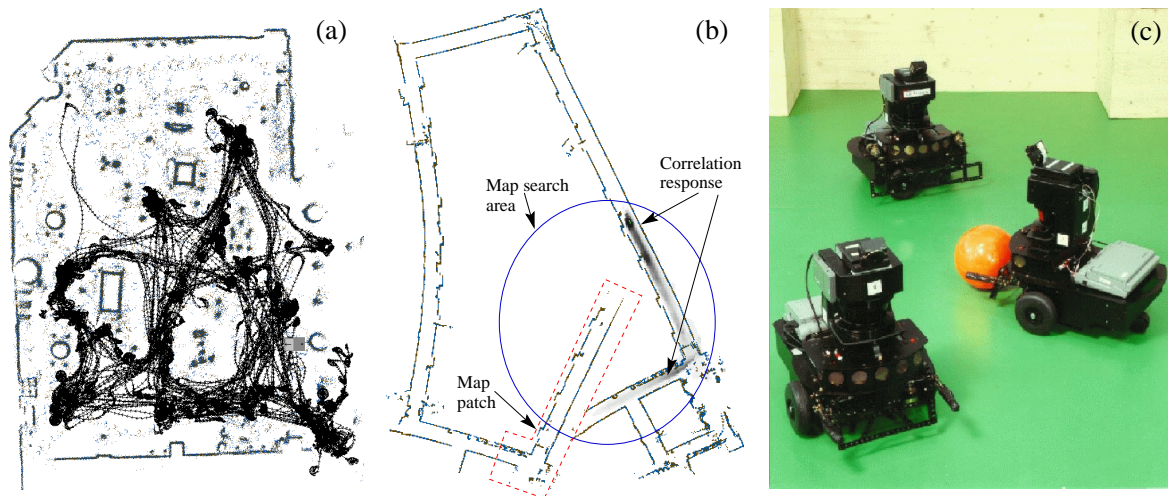 (a)
(b)
(c)
Map search
area
Correlation
response
Map
patch